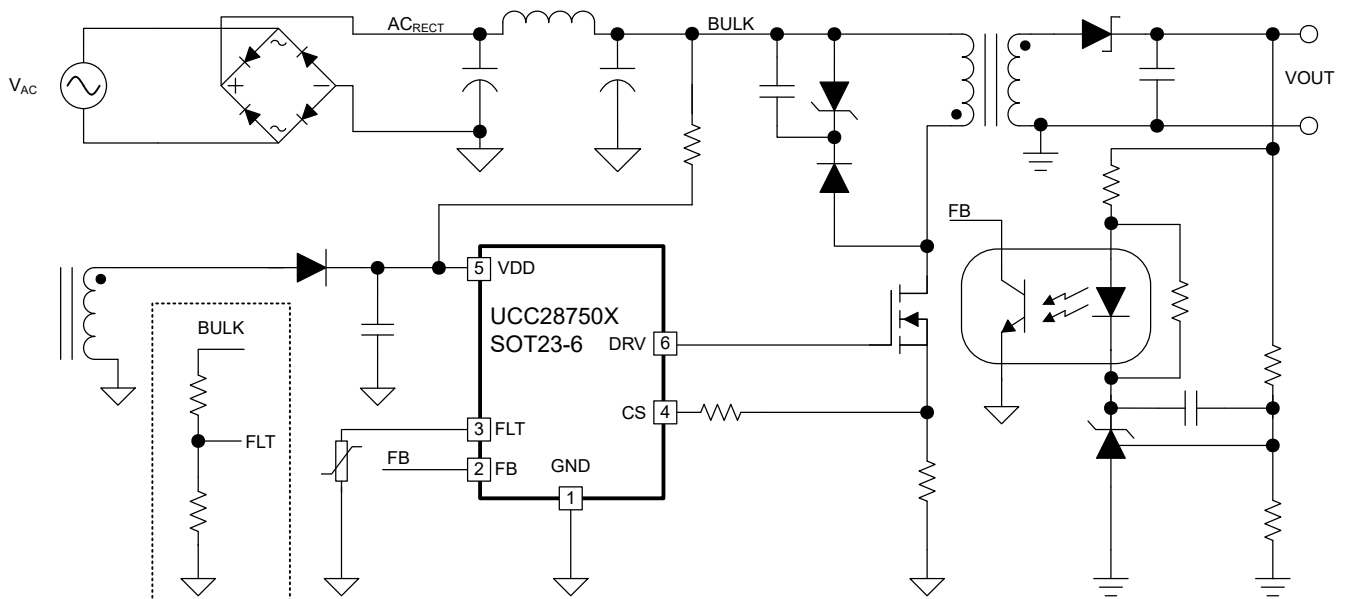 AC_RECT
BULK
V_AC
+
−
~
~
VOUT
FB
5 VDD
UCC28750X
SOT23-6
DRV 6
BULK
CS 4
3 FLT
FLT
FB
2 FB
GND
1